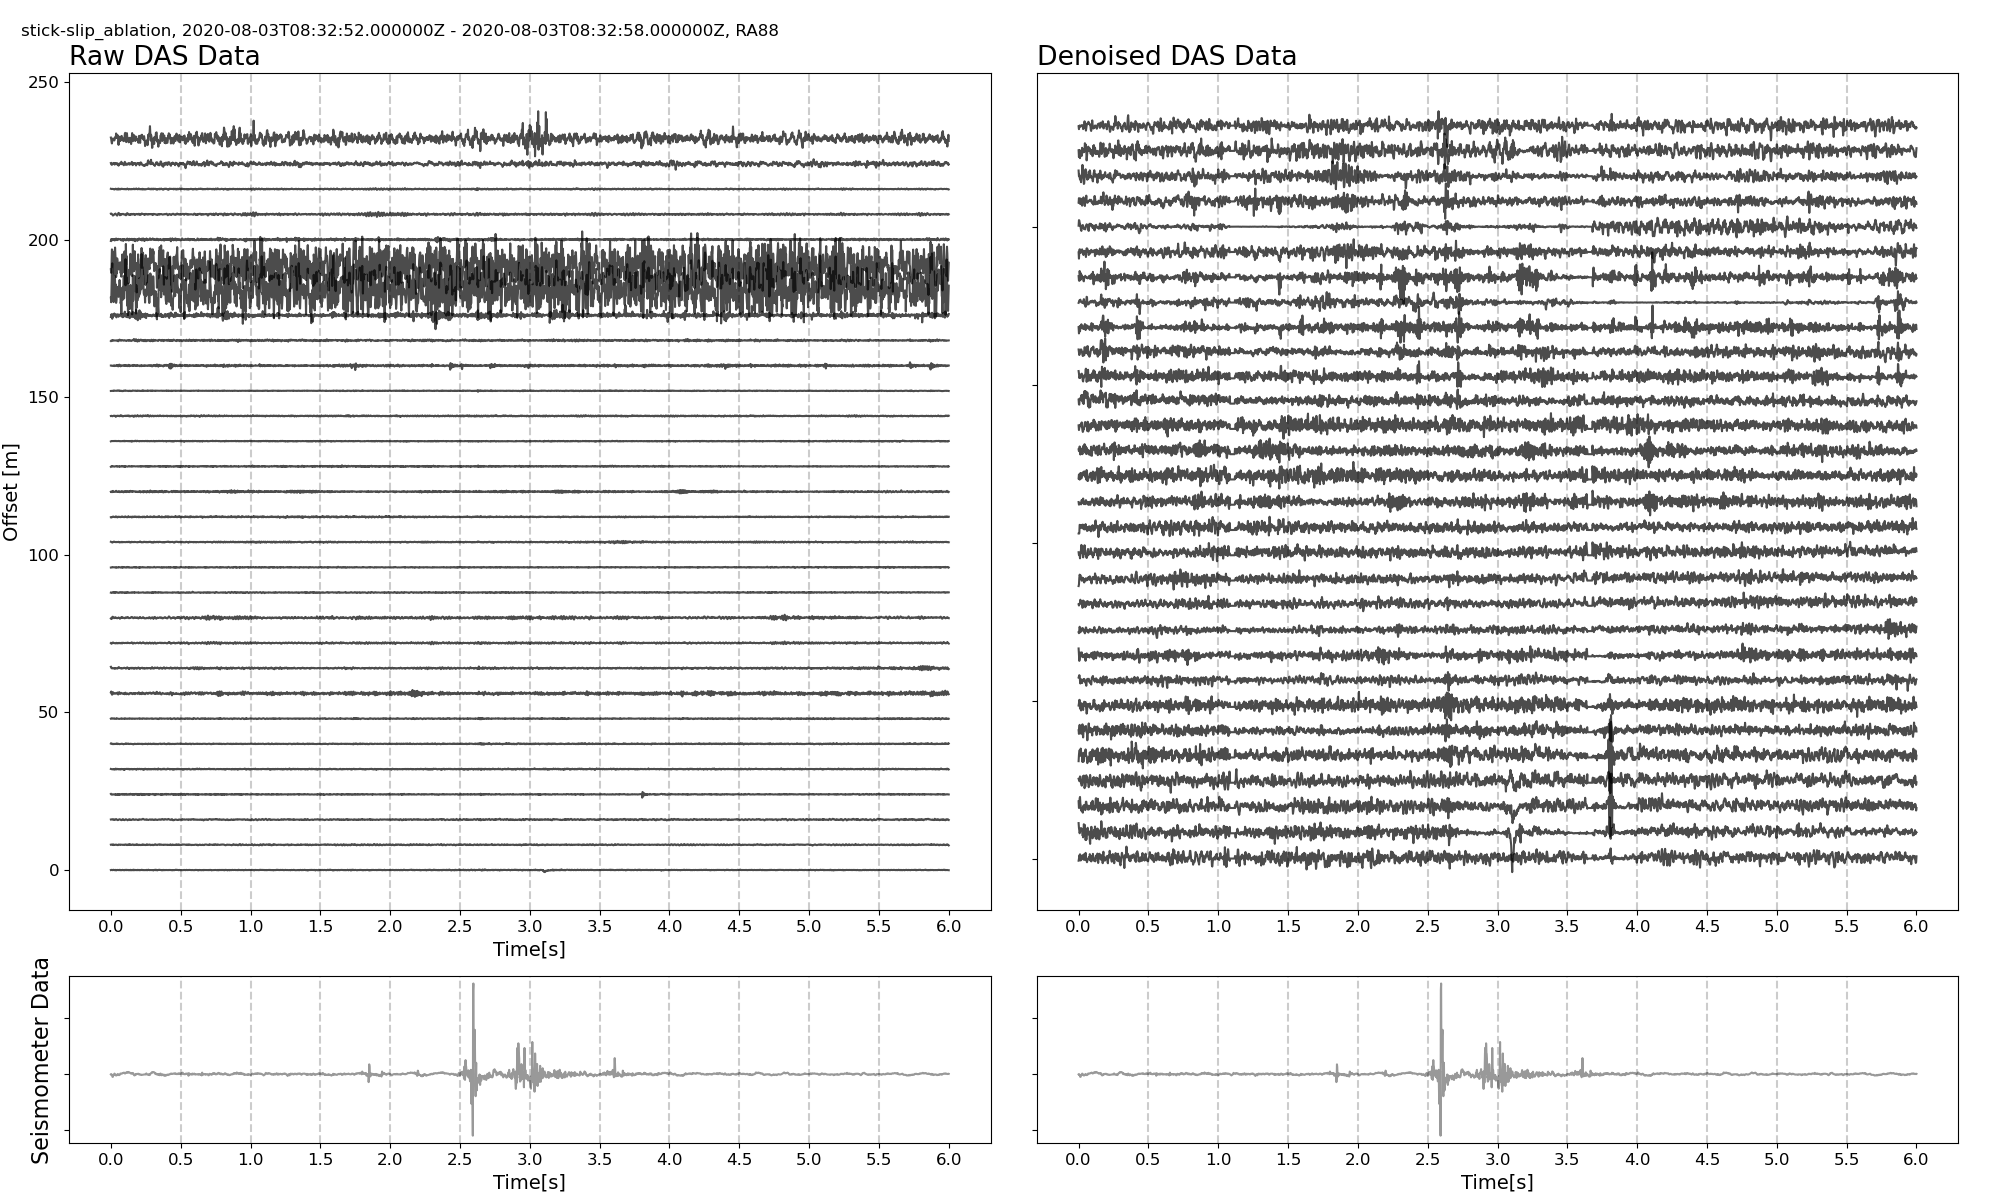 stick-slip_ablation, 2020-08-03T08:32:52.000000Z - 2020-08-03T08:32:58.000000Z, RA88
Raw DAS Data
Denoised DAS Data
Offset [m]
250
200
150
100
50
0
0.0 0.5 1.0 1.5 2.0 2.5 3.0 3.5 4.0 4.5 5.0 5.5 6.0
0.0 0.5 1.0 1.5 2.0 2.5 3.0 3.5 4.0 4.5 5.0 5.5 6.0
Time[s]
Seismometer Data
0.0 0.5 1.0 1.5 2.0 2.5 3.0 3.5 4.0 4.5 5.0 5.5 6.0
0.0 0.5 1.0 1.5 2.0 2.5 3.0 3.5 4.0 4.5 5.0 5.5 6.0
Time[s]
Time[s]